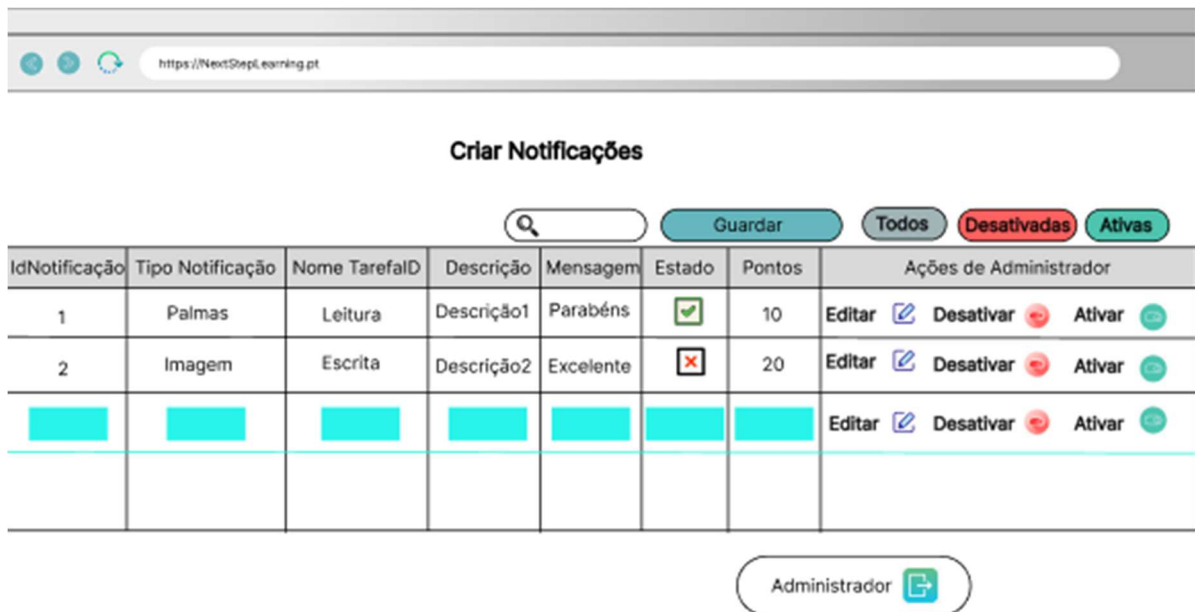 https://NextStepLearning.pt
Criar Notificações
Guardar Todos Desativadas Ativas
IdNotificação Tipo Notificação Nome TarefaID Descrição Mensagem Estado Pontos Ações de Administrador
1 Palmas Leitura Descrição1 Parabéns 10 Editar Desativar Ativar
2 Imagem Escrita Descrição2 Excelente 20 Editar Desativar Ativar
Editar Desativar Ativar
Administrador